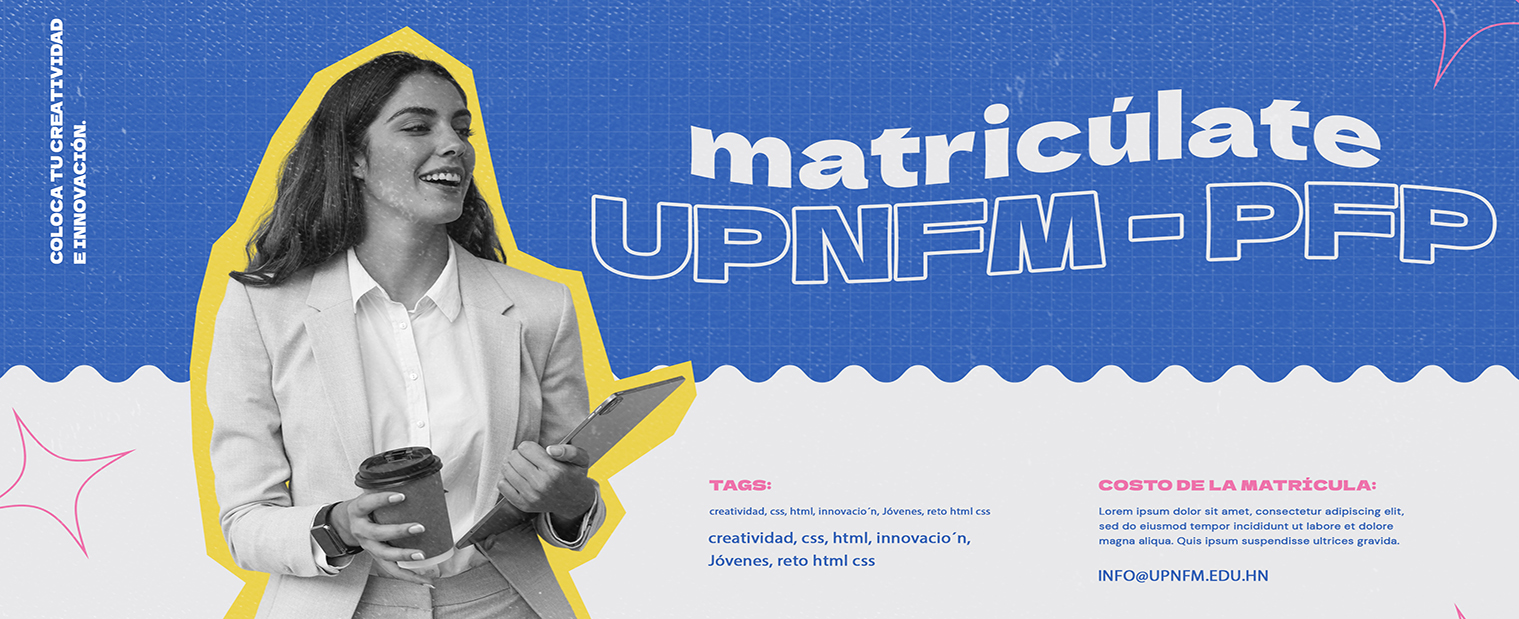 COLOCA TU CREATIVIDAD
E INNOVACIÓN.
matricúlate
UPNFM - PFP
TAGS:
creatividad, css, html, innovacio´n, Jóvenes, reto html css
creatividad, css, html, innovacio´n,
Jóvenes, reto html css
COSTO DE LA MATRÍCULA:
Lorem ipsum dolor sit amet, consectetur adipiscing elit,
sed do eiusmod tempor incididunt ut labore et dolore
magna aliqua. Quis ipsum suspendisse ultrices gravida.
INFO@UPNFM.EDU.HN